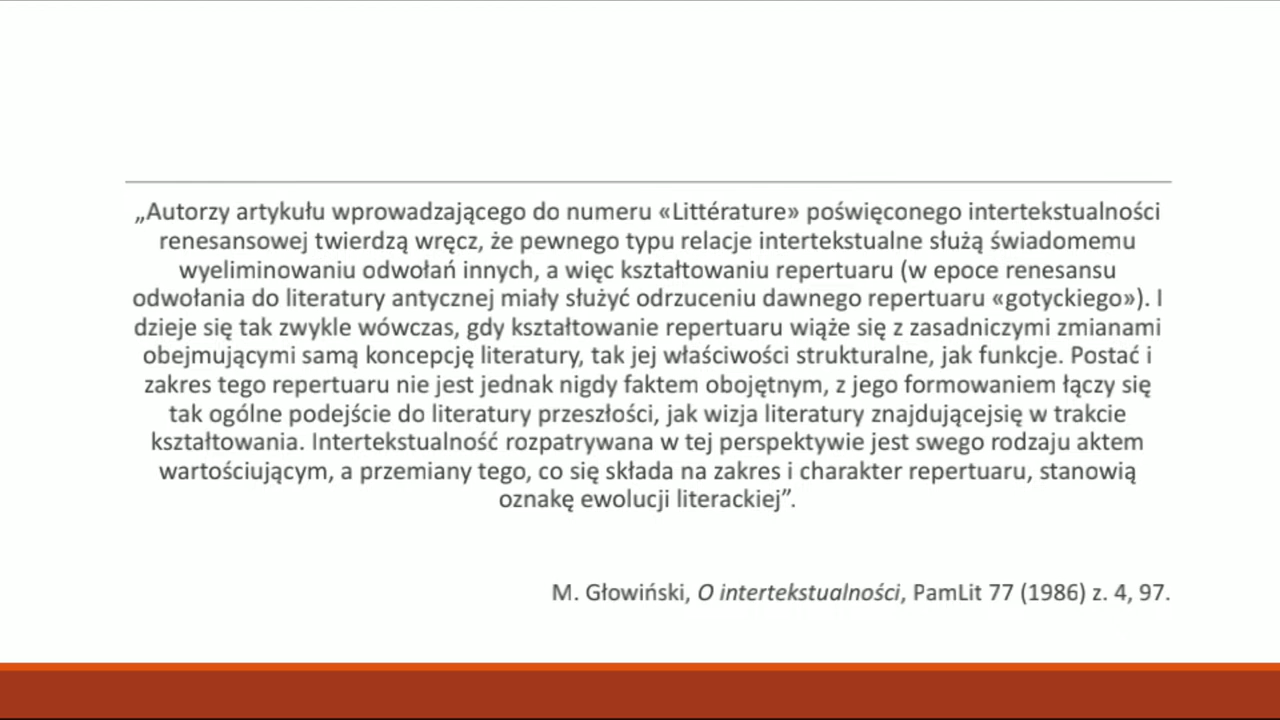 „Autorzy artykułu wprowadzającego do numeru «Littérature» poświęconego intertekstualności
renesansowej twierdzą wręcz, że pewnego typu relacje intertekstualne służą świadomemu
wyeliminowaniu odwołań innych, a więc kształtowaniu repertuaru (w epoce renesansu
odwołania do literatury antycznej miały służyć odrzuceniu dawnego repertuaru «gotyckiego»). I
dzieje się tak zwykle wówczas, gdy kształtowanie repertuaru wiąże się z zasadniczymi zmianami
obejmującymi samą koncepcję literatury, tak jej właściwości strukturalne, jak funkcje. Postać i
zakres tego repertuaru nie jest jednak nigdy faktem obojętnym, z jego formowaniem łączy się
tak ogólne podejście do literatury przeszłości, jak wizja literatury znajdującejsię w trakcie
kształtowania. Intertekstualność rozpatrywana w tej perspektywie jest swego rodzaju aktem
wartościującym, a przemiany tego, co się składa na zakres i charakter repertuaru, stanowią
oznakę ewolucji literackiej”.
M. Głowiński, O intertekstualności, PamLit 77 (1986) z. 4, 97.